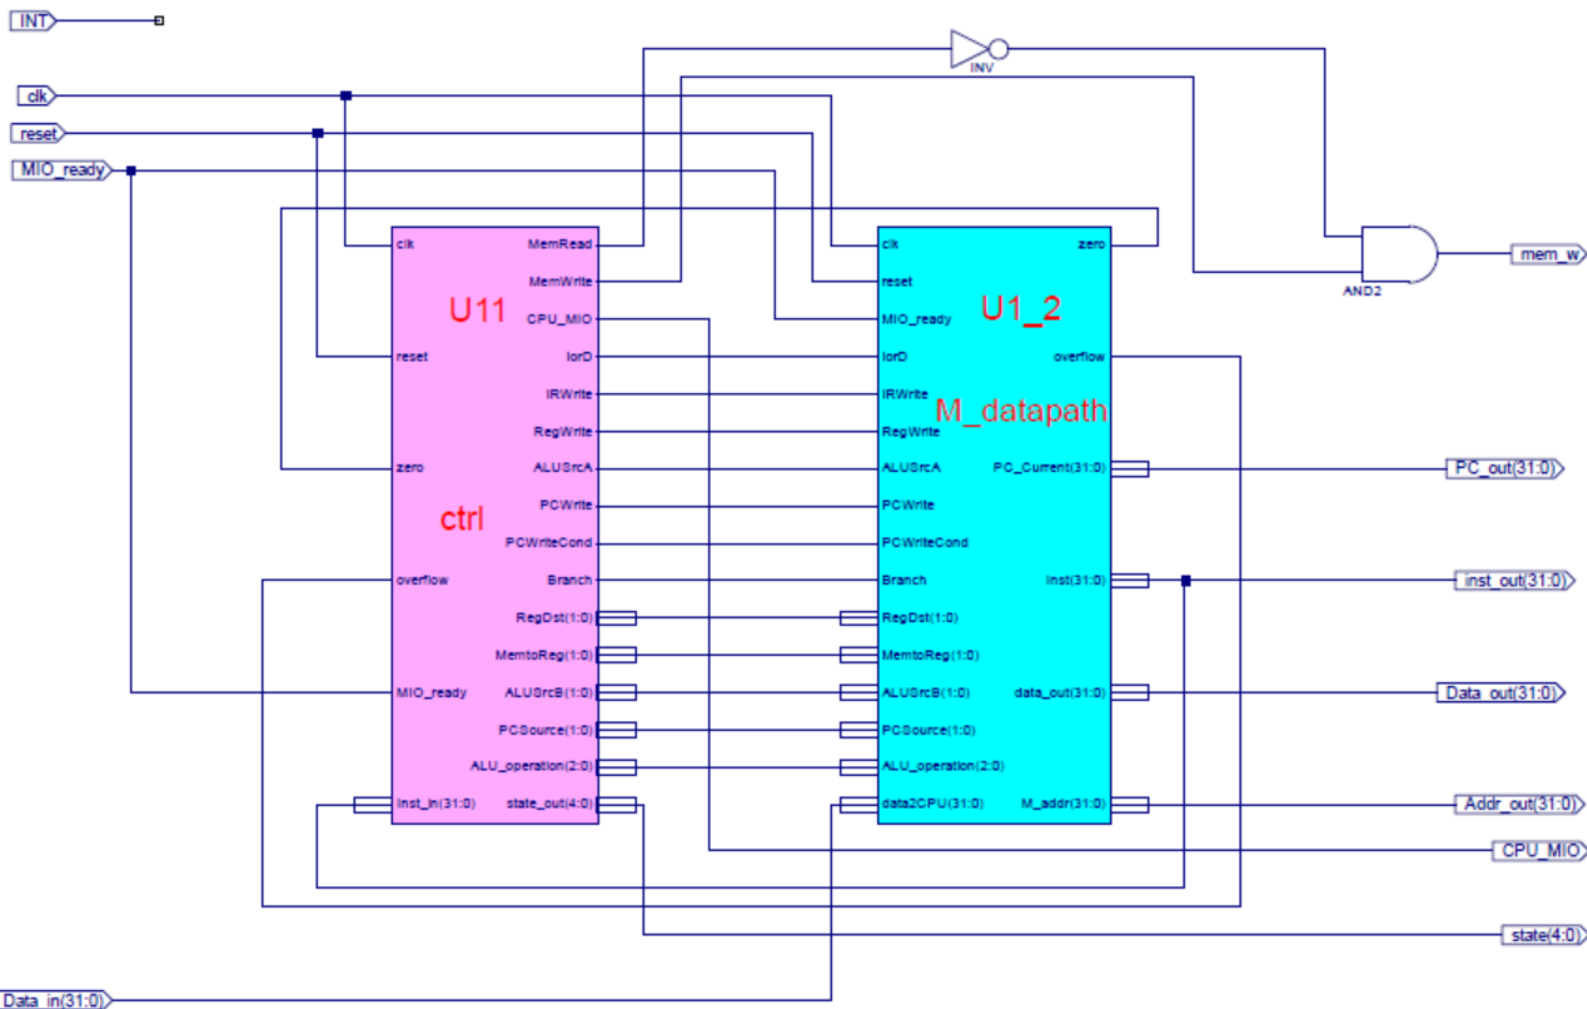 INT
INV
clk
reset
MIO_ready
clk
MemRead
clk
zero
MemWrite
reset
mem_w
AND2
U11
U1_2
CPU_MIO
MIO_ready
reset
IorD
IorD
overflow
IRWrite
IRWrite
M_datapath
RegWrite
RegWrite
zero
ALUSrcA
ALUSrcA
PC_Current(31:0)
PC_out(31:0)
ctrl
PCWrite
PCWrite
PCWriteCond
PCWriteCond
overflow
Branch
Branch
Inst(31:0)
inst_out(31:0)
RegDst(1:0)
RegDst(1:0)
MemtoReg(1:0)
MemtoReg(1:0)
MIO_ready
ALUSrcB(1:0)
ALUSrcB(1:0)
data_out(31:0)
Data_out(31:0)
PCSource(1:0)
PCSource(1:0)
ALU_operation(2:0)
ALU_operation(2:0)
Inst_in(31:0)
state_out(4:0)
data2CPU(31:0)
M_addr(31:0)
Addr_out(31:0)
CPU_MIO
state(4:0)
Data_in(31:0)